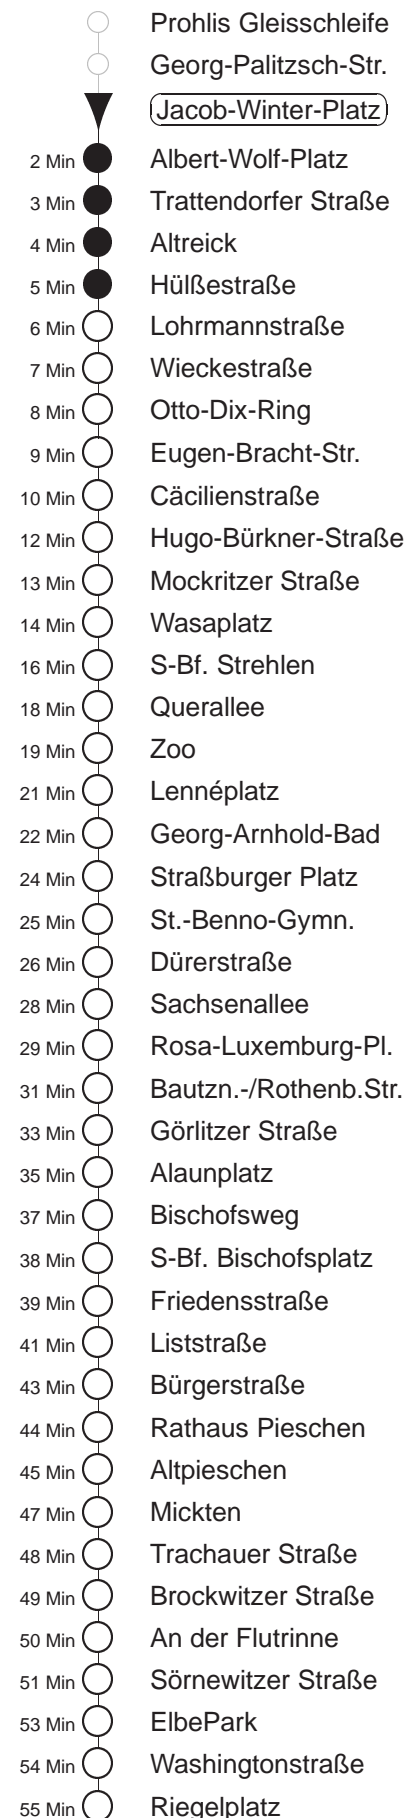 Prohlis Gleisschleife
Georg-Palitzsch-Str.
Jacob-Winter-Platz
2 Min Albert-Wolf-Platz
3 Min Trattendorfer Straße
4 Min Altreick
5 Min Hülßestraße
6 Min Lohrmannstraße
7 Min Wieckestraße
8 Min Otto-Dix-Ring
9 Min Eugen-Bracht-Str.
10 Min Cäcilienstraße
12 Min Hugo-Bürkner-Straße
13 Min Mockritzer Straße
14 Min Wasaplatz
16 Min S-Bf. Strehlen
18 Min Querallee
19 Min Zoo
21 Min Lennéplatz
22 Min Georg-Arnhold-Bad
24 Min Straßburger Platz
25 Min St.-Benno-Gymn.
26 Min Dürerstraße
28 Min Sachsenallee
29 Min Rosa-Luxemburg-Pl.
31 Min Bautzn.-/Rothenb.Str.
33 Min Görlitzer Straße
35 Min Alaunplatz
37 Min Bischofsweg
38 Min S-Bf. Bischofsplatz
39 Min Friedensstraße
41 Min Liststraße
43 Min Bürgerstraße
44 Min Rathaus Pieschen
45 Min Altpieschen
47 Min Mickten
48 Min Trachauer Straße
49 Min Brockwitzer Straße
50 Min An der Flutrinne
51 Min Sörnewitzer Straße
53 Min ElbePark
54 Min Washingtonstraße
55 Min Riegelplatz